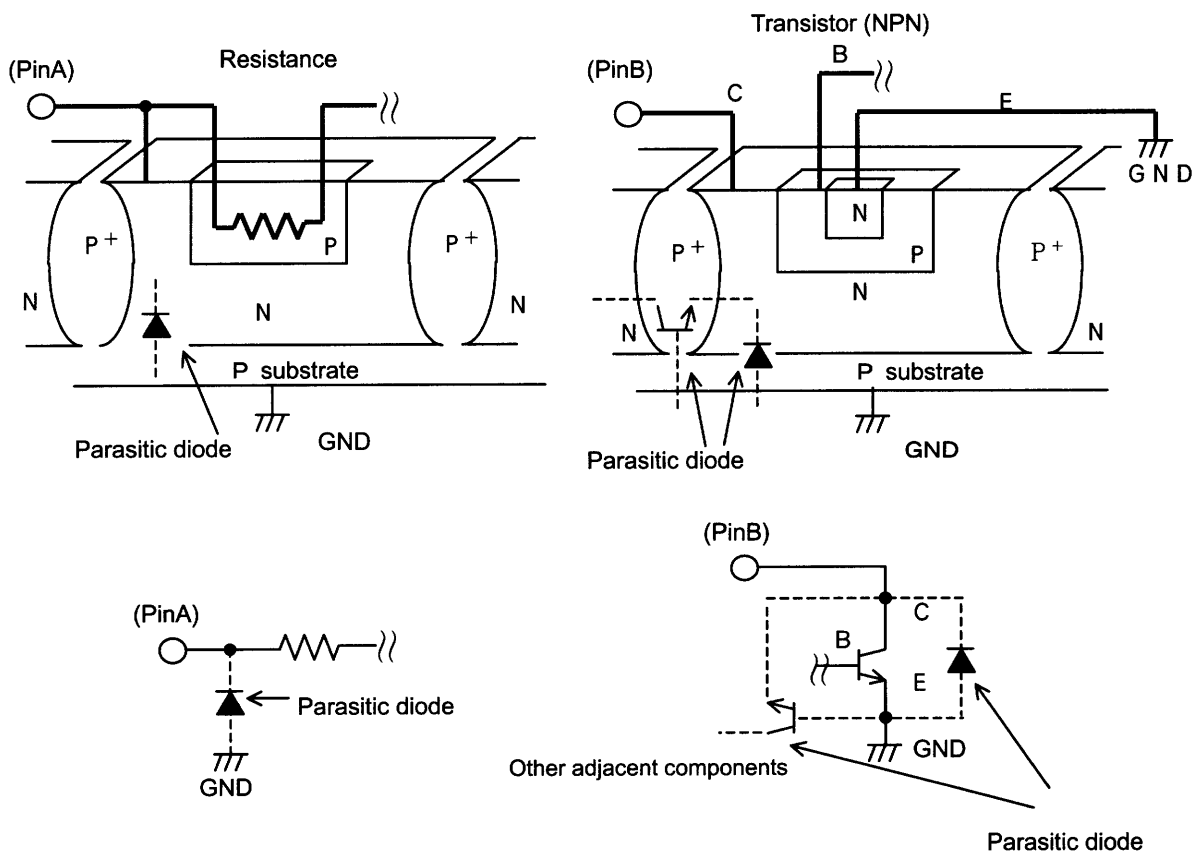 Resistance
(PinA)
P+
P
P+
N
N
N
P substrate
Parasitic diode
GND
Transistor (NPN)
B
(PinB)
C
E
G N D
N
P+
P
P+
N
N
N
P substrate
GND
Parasitic diode
(PinA)
Parasitic diode
GND
(PinB)
C
B
E
GND
Other adjacent components
Parasitic diode